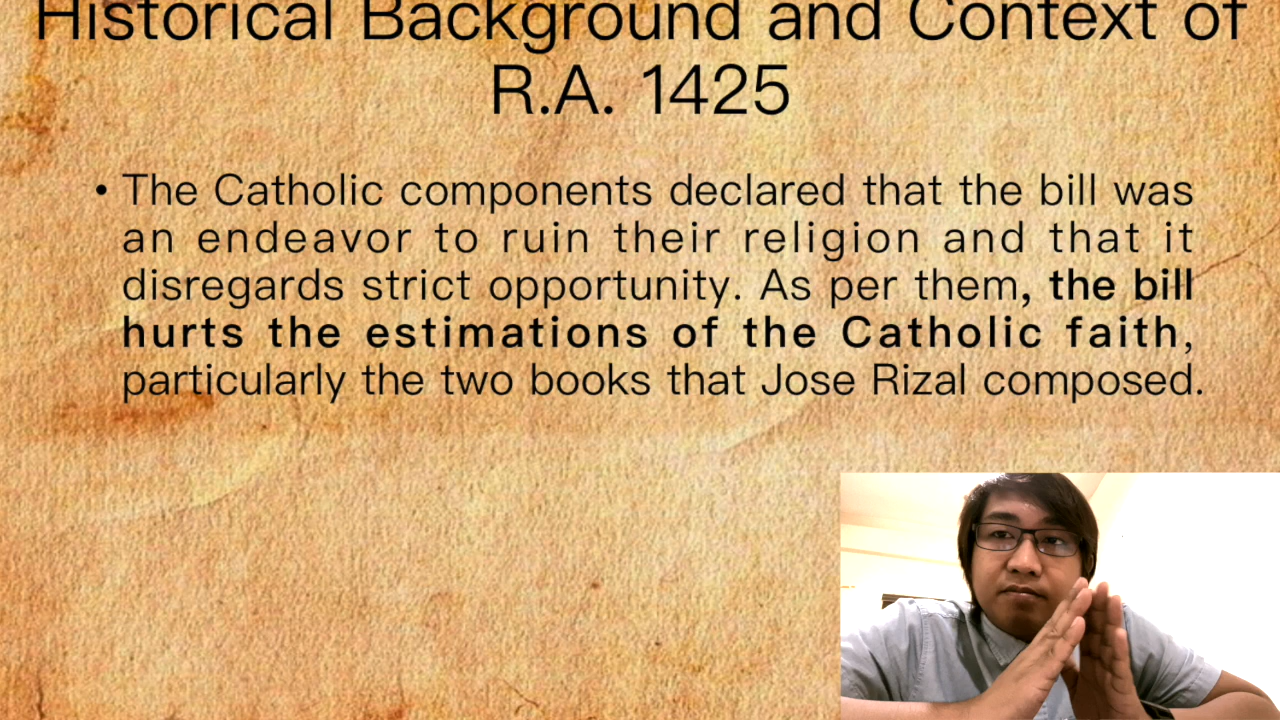 Historical Background and Context of
R.A. 1425
• The Catholic components declared that the bill was
an endeavor to ruin their religion and that it
disregards strict opportunity. As per them, the bill
hurts the estimations of the Catholic faith,
particularly the two books that Jose Rizal composed.